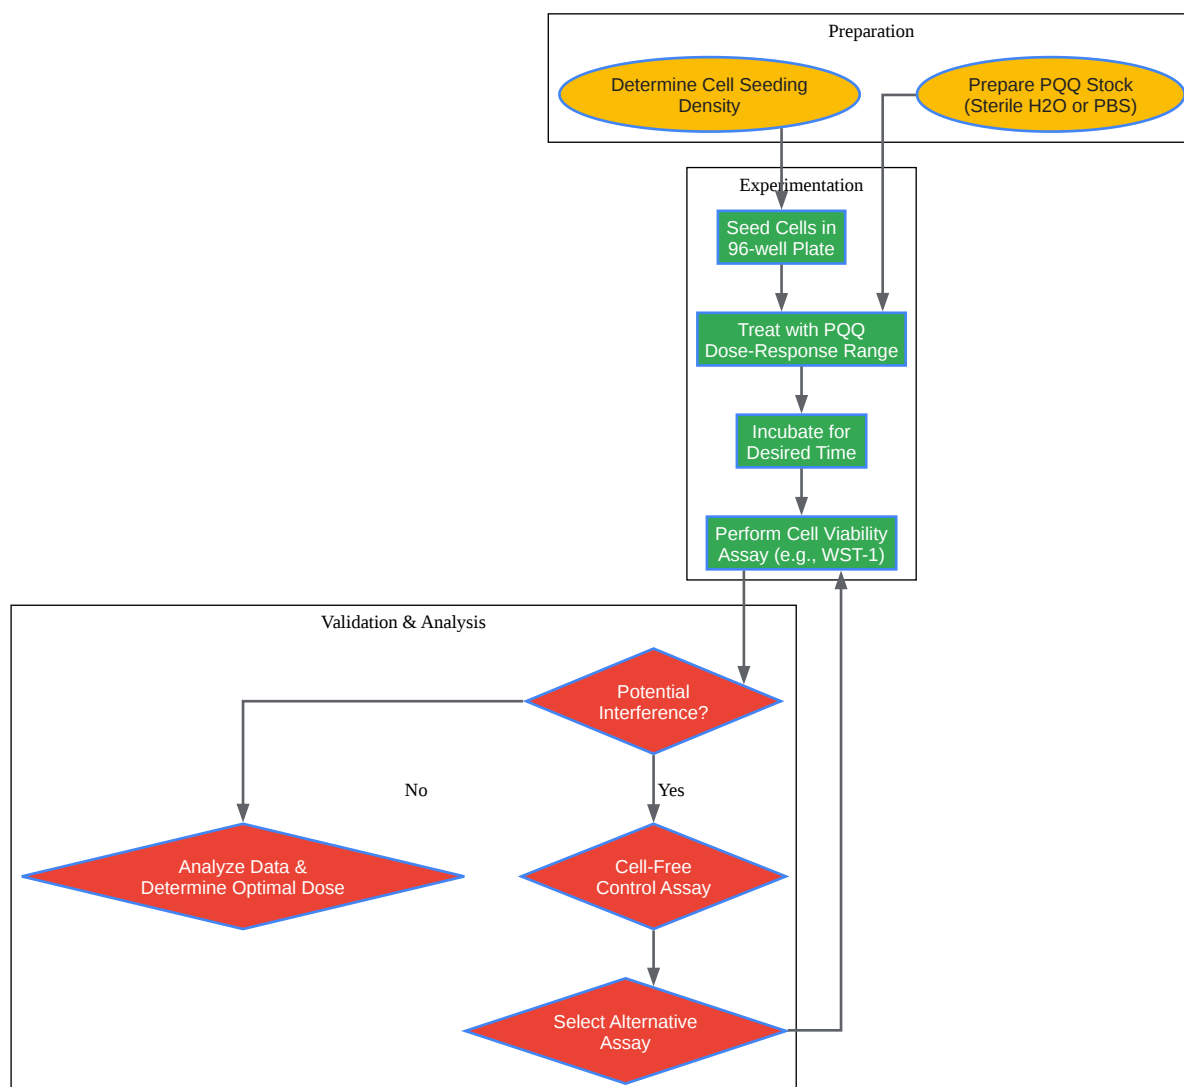 Preparation
Determine Cell Seeding
Density
Prepare PQQ Stock
(Sterile H2O or PBS)
Experimentation
Seed Cells in
96-well Plate
Treat with PQQ
Dose-Response Range
Incubate for
Desired Time
Perform Cell Viability
Assay (e.g., WST-1)
Validation & Analysis
Potential
Interference?
No
Yes
Analyze Data &
Determine Optimal Dose
Cell-Free
Control Assay
Select Alternative
Assay